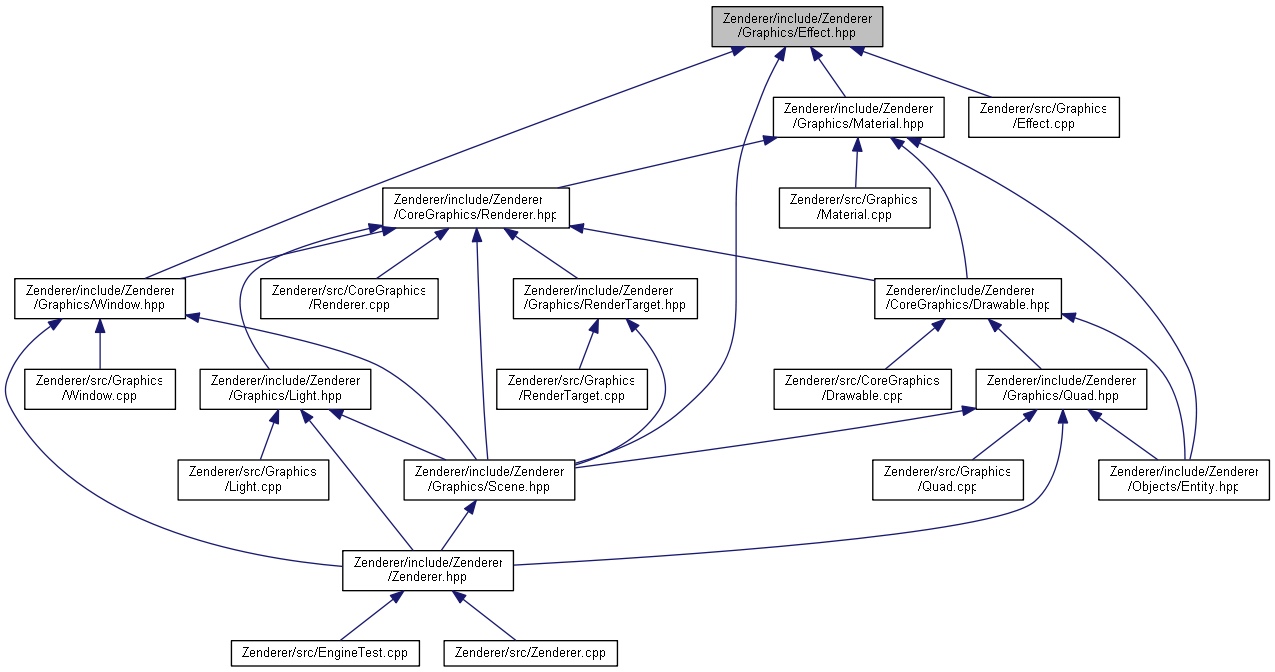 Zenderer/include/Zenderer
/Graphics/Effect.hpp
Zenderer/include/Zenderer
/Graphics/Material.hpp
Zenderer/src/Graphics
/Effect.cpp
Zenderer/include/Zenderer
/CoreGraphics/Renderer.hpp
Zenderer/src/Graphics
/Material.cpp
Zenderer/include/Zenderer
/Graphics/Window.hpp
Zenderer/src/CoreGraphics
/Renderer.cpp
Zenderer/include/Zenderer
/Graphics/RenderTarget.hpp
Zenderer/include/Zenderer
/CoreGraphics/Drawable.hpp
Zenderer/src/Graphics
/Window.cpp
Zenderer/include/Zenderer
/Graphics/Light.hpp
Zenderer/src/Graphics
/RenderTarget.cpp
Zenderer/src/CoreGraphics
/Drawable.cpp
Zenderer/include/Zenderer
/Graphics/Quad.hpp
Zenderer/src/Graphics
/Light.cpp
Zenderer/include/Zenderer
/Graphics/Scene.hpp
Zenderer/src/Graphics
/Quad.cpp
Zenderer/include/Zenderer
/Objects/Entity.hpp
Zenderer/include/Zenderer
/Zenderer.hpp
Zenderer/src/EngineTest.cpp
Zenderer/src/Zenderer.cpp